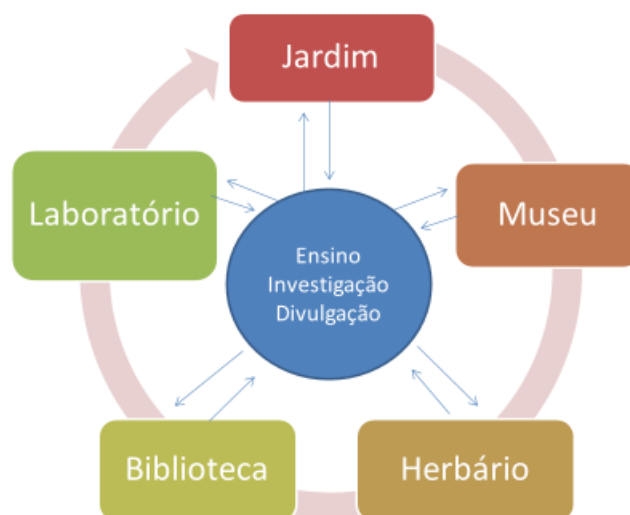 Jardim
Laboratório
Museu
Ensino
Investigação
Divulgação
Biblioteca
Herbário